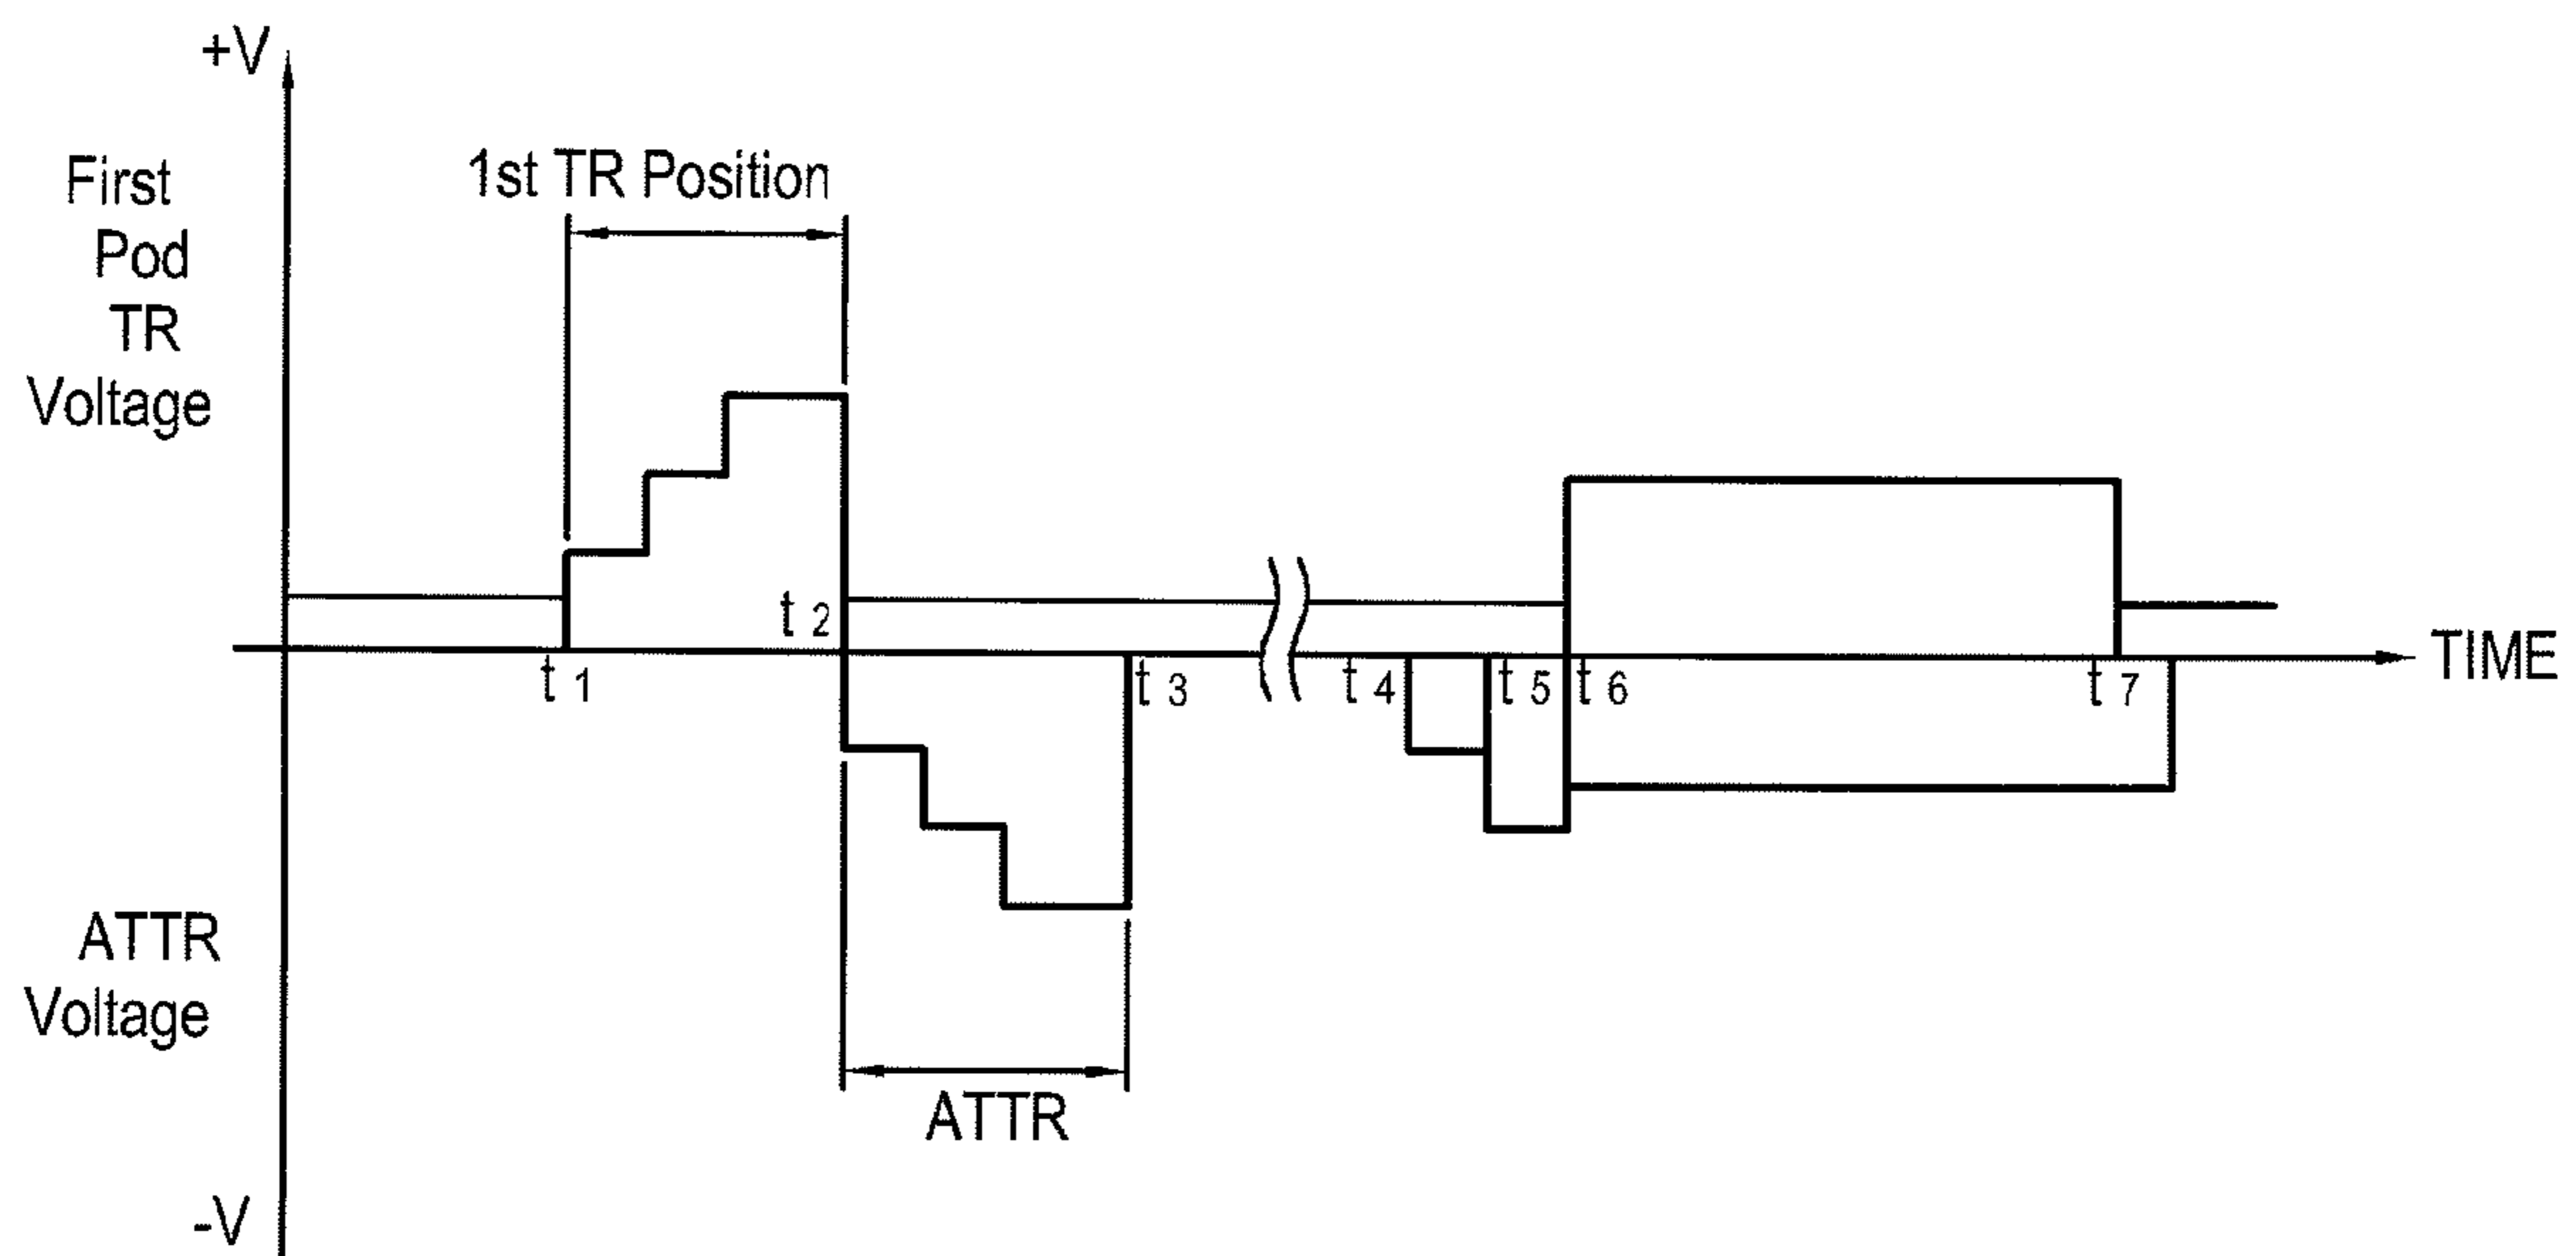 +V
First
Pod
TR
Voltage
1st TR Position
t 1
t 2
t 3
t 4
t 5
t 6
t 7
TIME
ATTR
Voltage
ATTR
-V